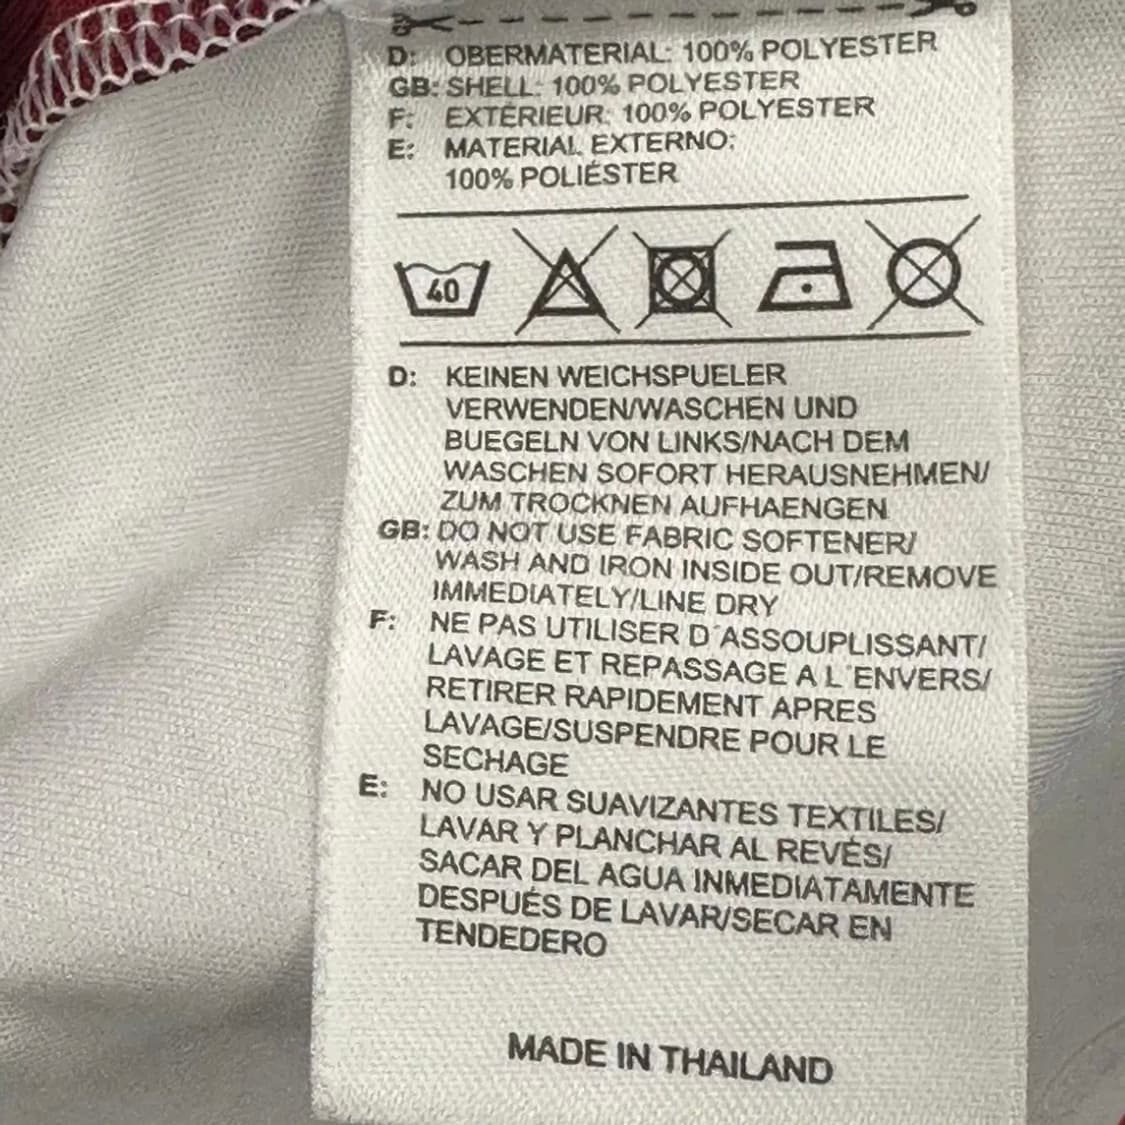 D: OBERMATERIAL: 100% POLYESTER
GB: SHELL: 100% POLYESTER
F: EXTÉRIEUR: 100% POLYESTER
E: MATERIAL EXTERNO:
100% POLIÉSTER
40
D: KEINEN WEICHSPUELER
VERWENDEN/WASCHEN UND
BUEGELN VON LINKS/NACH DEM
WASCHEN SOFORT HERAUSNEHMEN/
ZUM TROCKNEN AUFHAENGEN
GB: DO NOT USE FABRIC SOFTENER/
WASH AND IRON INSIDE OUT/REMOVE
IMMEDIATELY/LINE DRY
F: NE PAS UTILISER D´ASSOUPLISSANT/
LAVAGE ET REPASSAGE A L´ENVERS/
RETIRER RAPIDEMENT APRES
LAVAGE/SUSPENDRE POUR LE
SECHAGE
E: NO USAR SUAVIZANTES TEXTILES/
LAVAR Y PLANCHAR AL REVÉS/
SACAR DEL AGUA INMEDIATAMENTE
DESPUÉS DE LAVAR/SECAR EN
TENDEDERO
MADE IN THAILAND